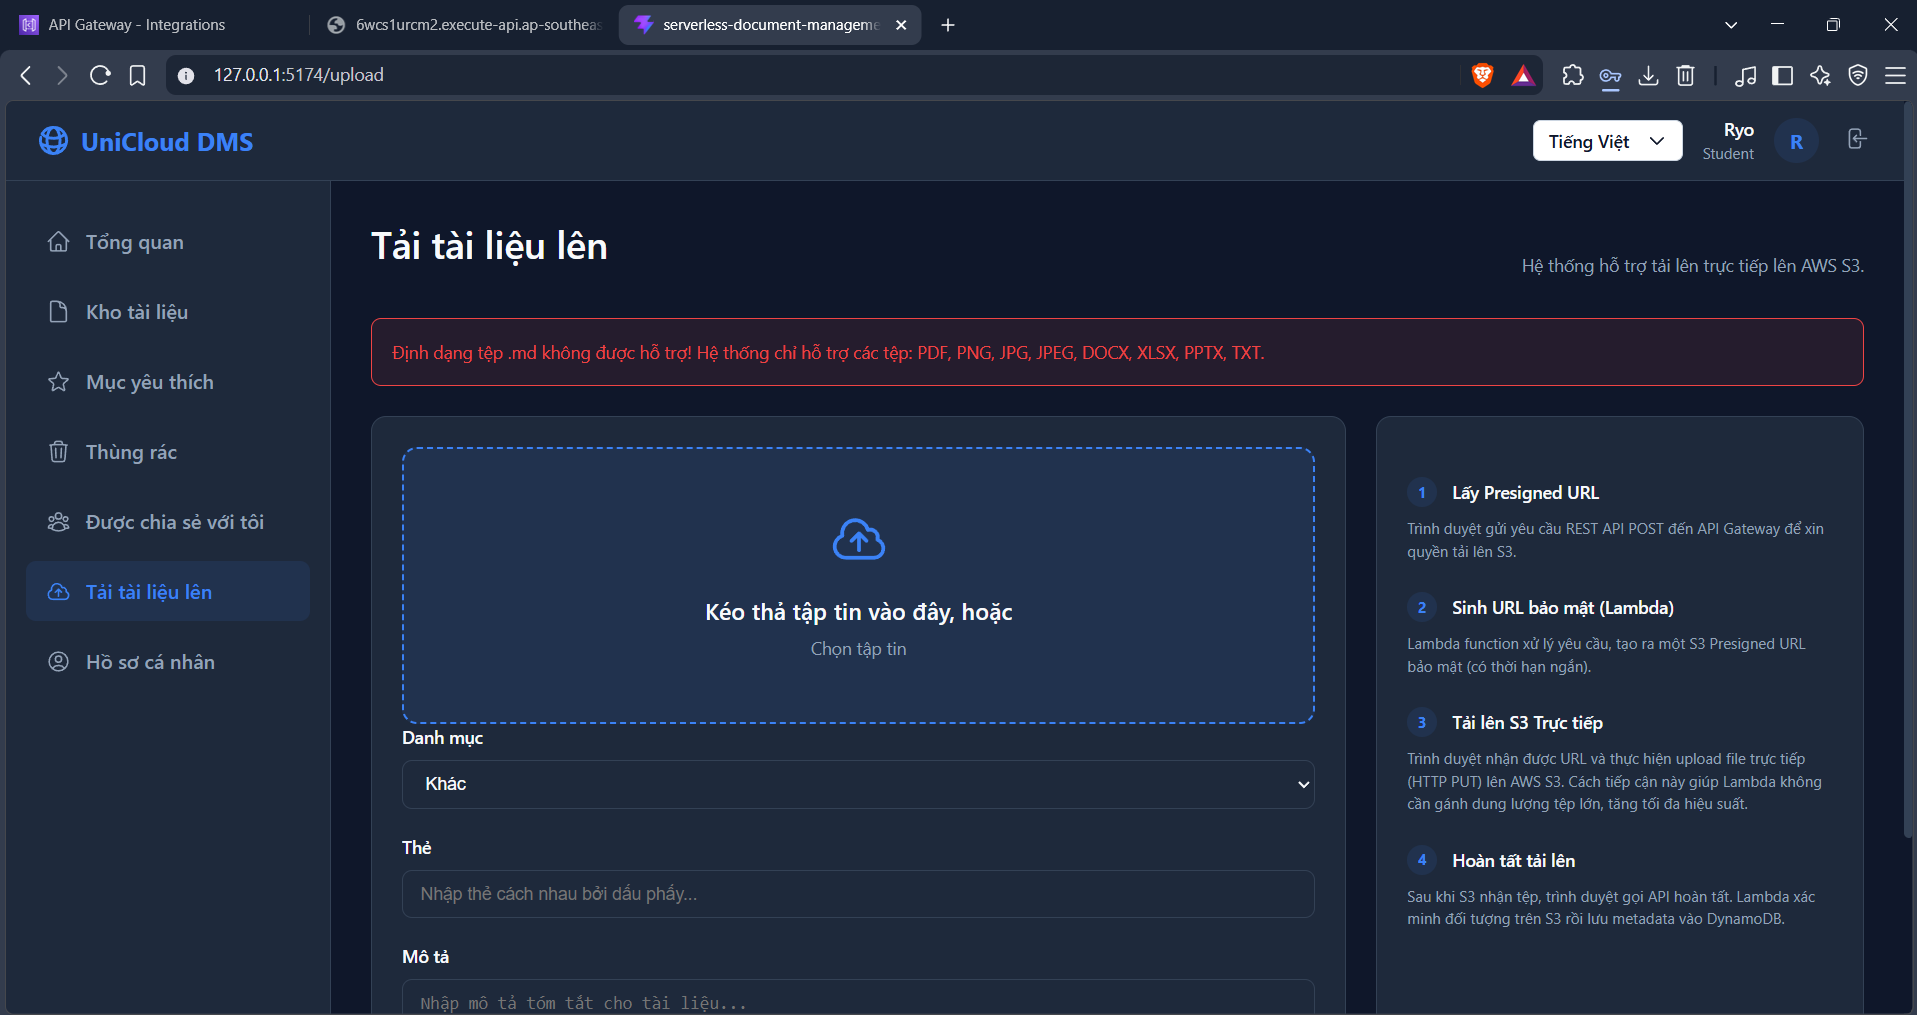 API Gateway - Integrations
6wcs1urcm2.execute-api.ap-southeas
serverless-document-manageme
127.0.0.1:5174/upload
UniCloud DMS
Tiếng Việt
Ryo
Student
R
Tổng quan
Kho tài liệu
Mục yêu thích
Thùng rác
Được chia sẻ với tôi
Tải tài liệu lên
Hồ sơ cá nhân
Tải tài liệu lên
Hệ thống hỗ trợ tải lên trực tiếp lên AWS S3.
Định dạng tệp .md không được hỗ trợ! Hệ thống chỉ hỗ trợ các tệp: PDF, PNG, JPG, JPEG, DOCX, XLSX, PPTX, TXT.
Kéo thả tập tin vào đây, hoặc
Chọn tập tin
Danh mục
Khác
Thẻ
Nhập thẻ cách nhau bởi dấu phẩy...
Mô tả
Nhập mô tả tóm tắt cho tài liệu...
1 Lấy Presigned URL
Trình duyệt gửi yêu cầu REST API POST đến API Gateway để xin
quyền tải lên S3.
2 Sinh URL bảo mật (Lambda)
Lambda function xử lý yêu cầu, tạo ra một S3 Presigned URL
bảo mật (có thời hạn ngắn).
3 Tải lên S3 Trực tiếp
Trình duyệt nhận được URL và thực hiện upload file trực tiếp
(HTTP PUT) lên AWS S3. Cách tiếp cận này giúp Lambda không
cần gánh dung lượng tệp lớn, tăng tối đa hiệu suất.
4 Hoàn tất tải lên
Sau khi S3 nhận tệp, trình duyệt gọi API hoàn tất. Lambda xác
minh đối tượng trên S3 rồi lưu metadata vào DynamoDB.